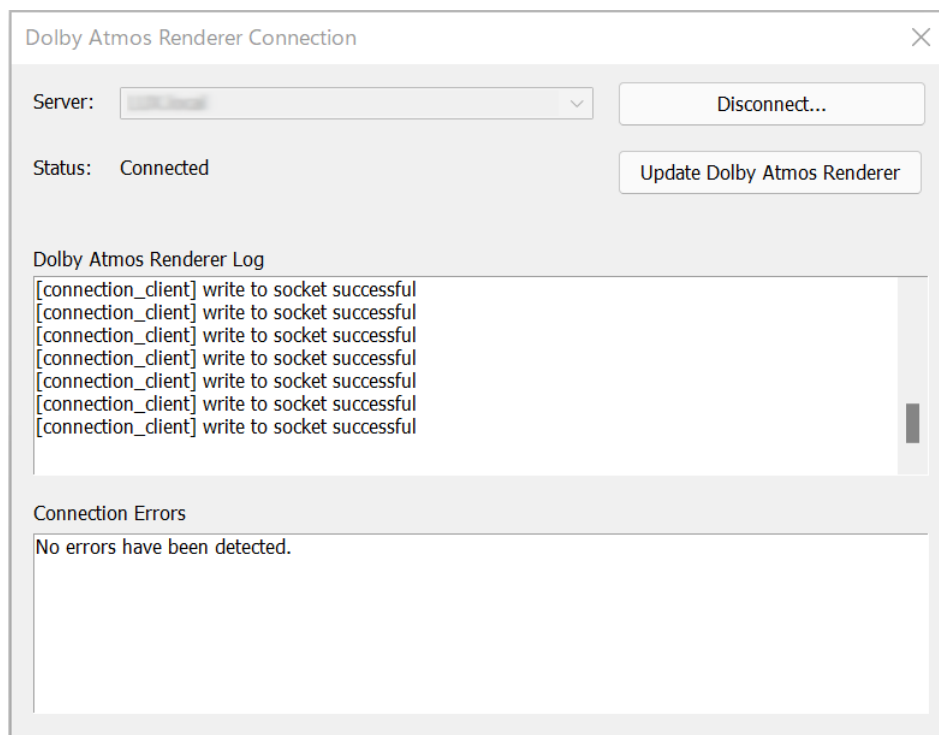 Dolby Atmos Renderer Connection
Server:
Disconnect...
Status: Connected
Update Dolby Atmos Renderer
Dolby Atmos Renderer Log
[connection_client] write to socket successful
[connection_client] write to socket successful
[connection_client] write to socket successful
[connection_client] write to socket successful
[connection_client] write to socket successful
[connection_client] write to socket successful
[connection_client] write to socket successful
Connection Errors
No errors have been detected.